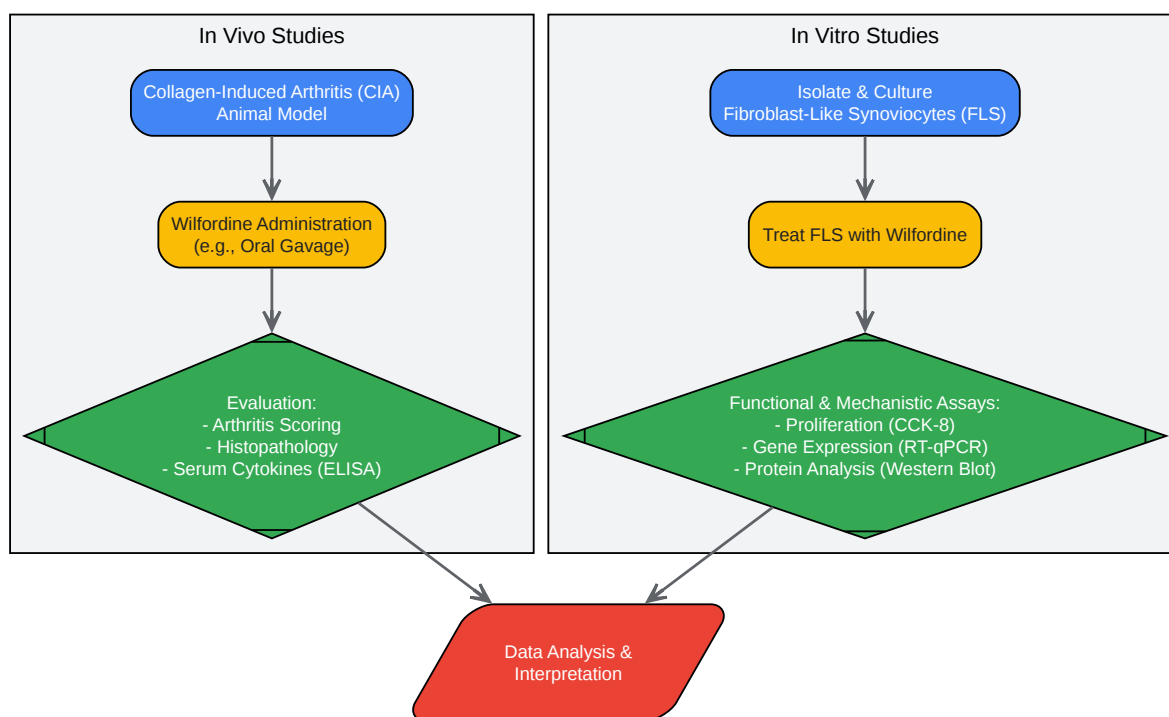 In Vivo Studies
Collagen-Induced Arthritis (CIA)
Animal Model
Wilfordine Administration
(e.g., Oral Gavage)
Evaluation:
- Arthritis Scoring
- Histopathology
- Serum Cytokines (ELISA)
In Vitro Studies
Isolate & Culture
Fibroblast-Like Synoviocytes (FLS)
Treat FLS with Wilfordine
Functional & Mechanistic Assays:
- Proliferation (CCK-8)
- Gene Expression (RT-qPCR)
- Protein Analysis (Western Blot)
Data Analysis &
Interpretation